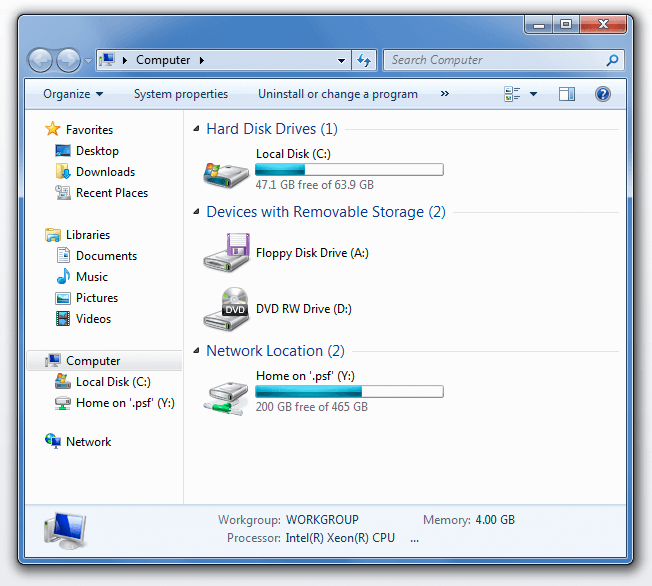 Computer
Search Computer
Organize System properties Uninstall or change a program »
Favorites
Desktop
Downloads
Recent Places
Libraries
Documents
Music
Pictures
Videos
Computer
Local Disk (C:)
Home on '.psf' (Y:)
Network
Hard Disk Drives (1)
Local Disk (C:)
47.1 GB free of 63.9 GB
Devices with Removable Storage (2)
Floppy Disk Drive (A:)
DVD
DVD RW Drive (D:)
Network Location (2)
Home on '.psf' (Y:)
200 GB free of 465 GB
Workgroup: WORKGROUP Memory: 4.00 GB
Processor: Intel(R) Xeon(R) CPU ...